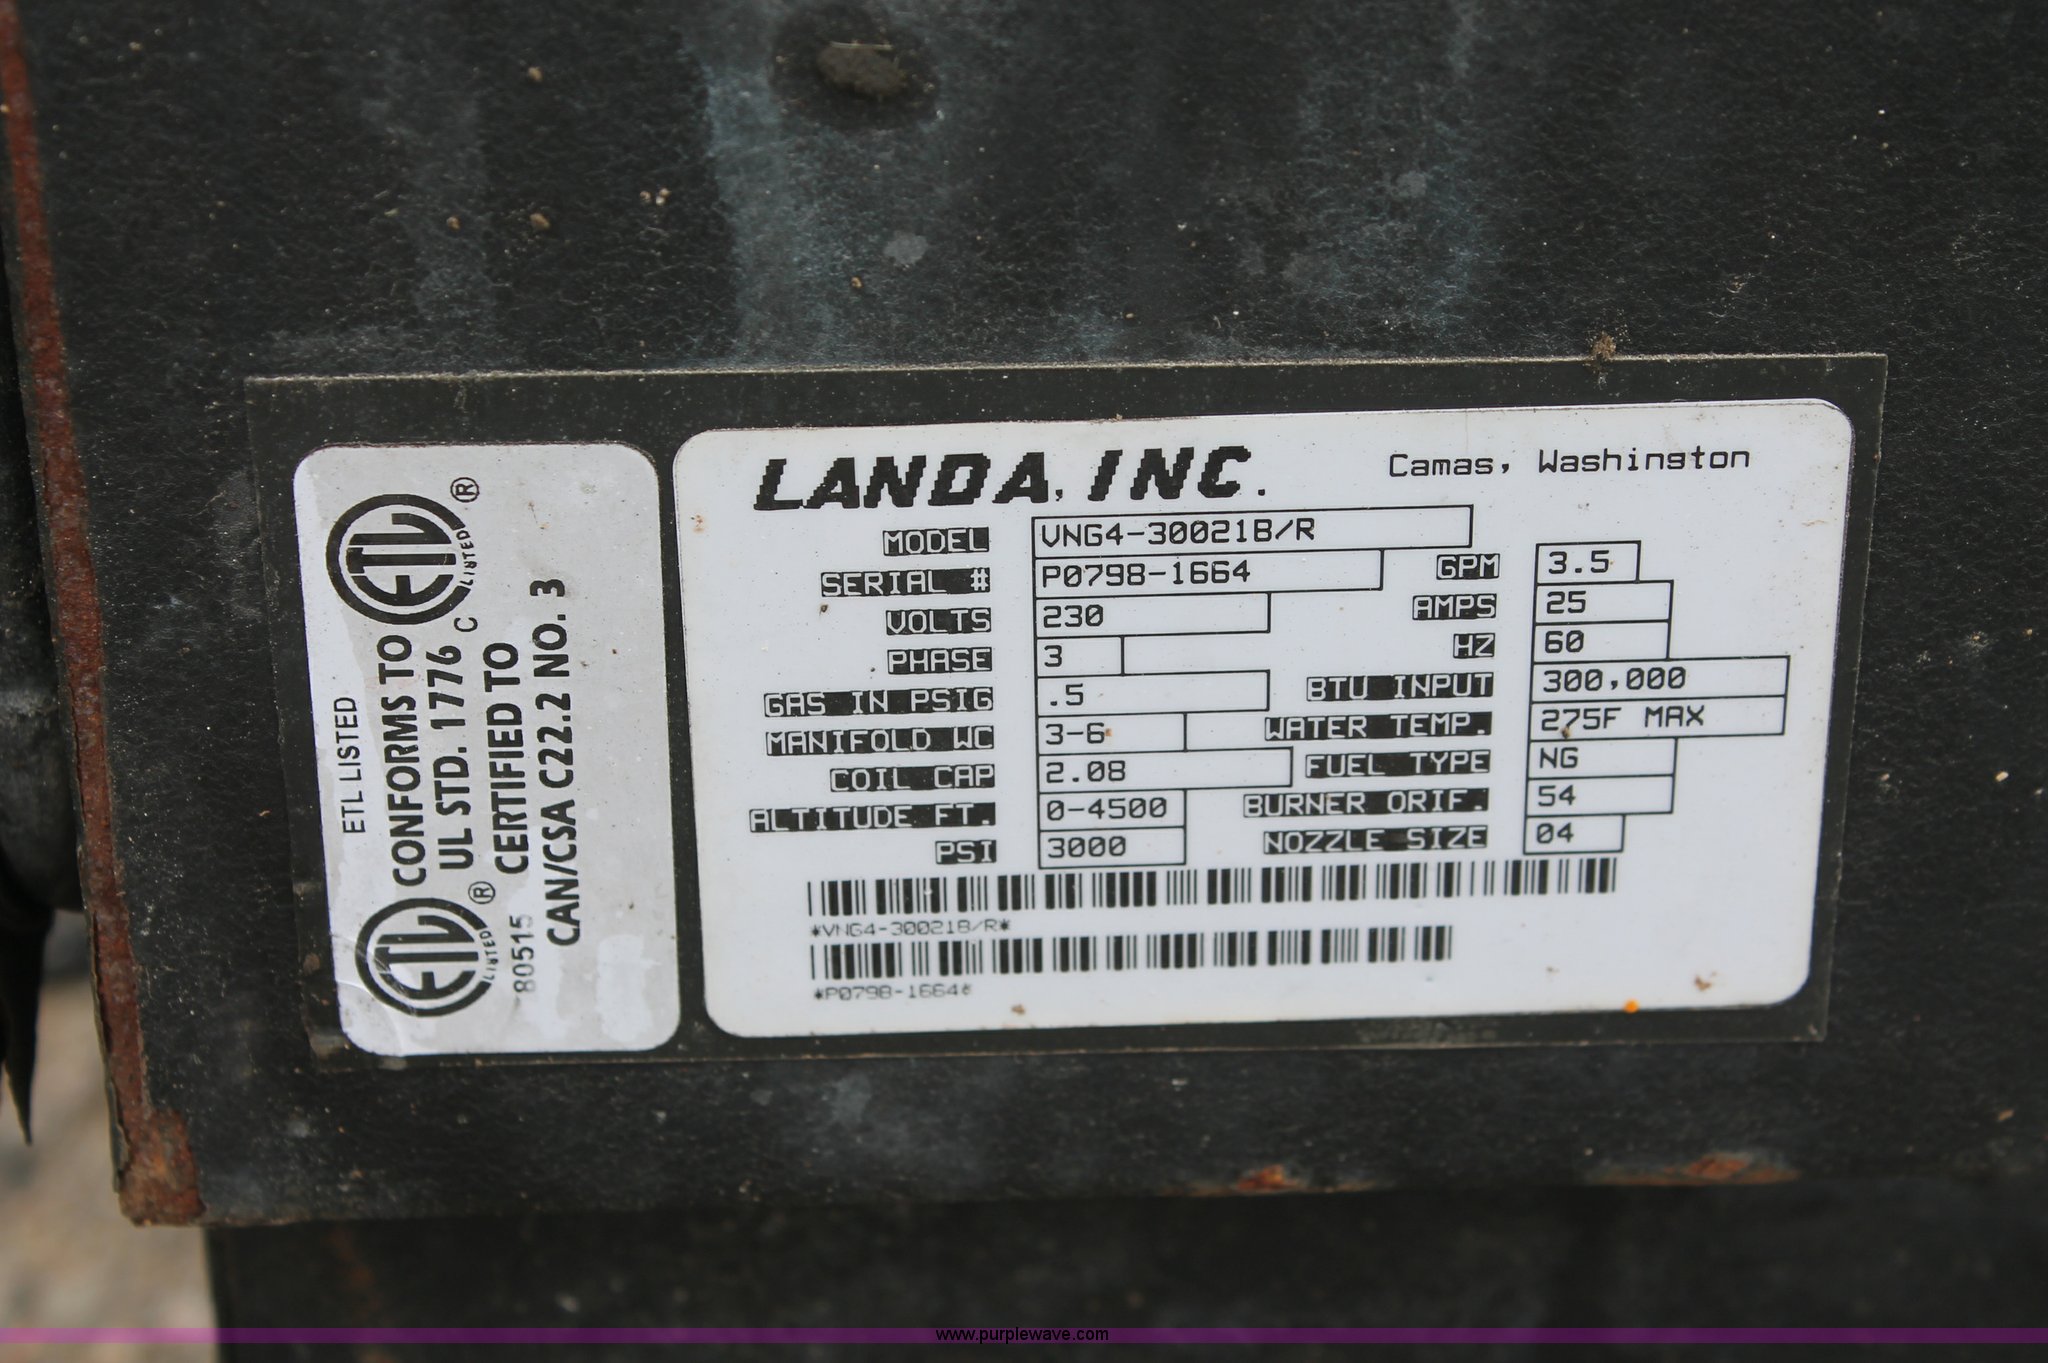 ETL LISTED
CONFORMS TO
UL STD. 1776
CERTIFIED TO
CAN/CSA C22.2 NO. 3
ETL ® LISTED C
ETL ® LISTED
80515
LANDA, INC. Camas, Washington
MODEL VNG4-30021B/R
SERIAL # P0798-1664 GPM 3.5
VOLTS 230 AMPS 25
PHASE 3 HZ 60
GAS IN PSIG .5 BTU INPUT 300,000
MANIFOLD WC 3-6 WATER TEMP. 275F MAX
COIL CAP 2.08 FUEL TYPE NG
ALTITUDE FT. 0-4500 BURNER ORIF. 54
PSI 3000 NOZZLE SIZE 04
*VNG4-30021B/R*
*P0798-1664*
www.purplewave.com